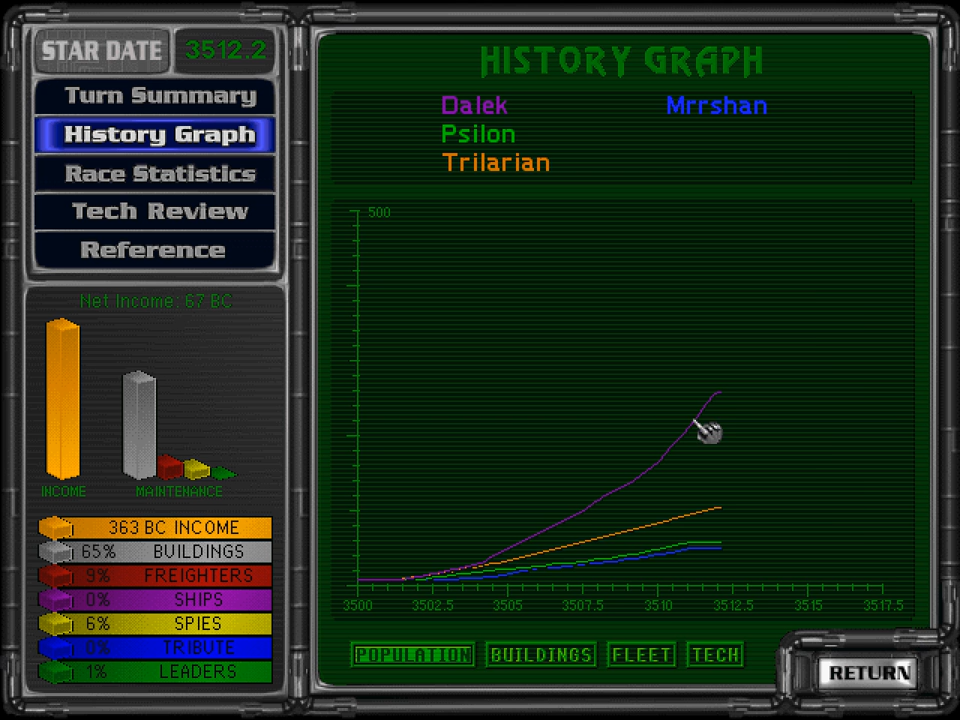 STAR DATE 3512.2
Turn Summary
History Graph
Race Statistics
Tech Review
Reference
Net Income: 67 BC
INCOME MAINTENANCE
363 BC INCOME
65% BUILDINGS
9% FREIGHTERS
0% SHIPS
6% SPIES
0% TRIBUTE
1% LEADERS
HISTORY GRAPH
Dalek Mrrshan
Psilon
Trilarian
500
3500 3502.5 3505 3507.5 3510 3512.5 3515 3517.5
POPULATION BUILDINGS FLEET TECH
RETURN